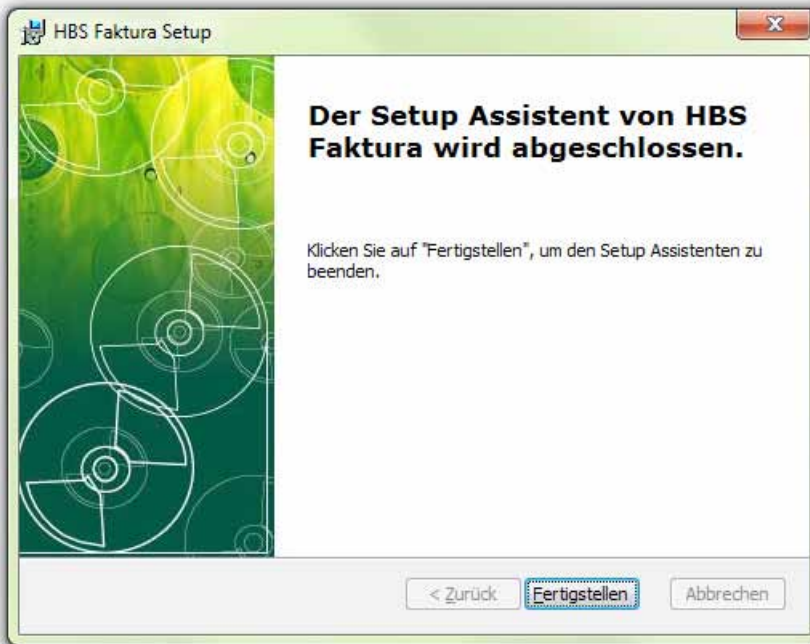 HBS Faktura Setup
Der Setup Assistent von HBS
Faktura wird abgeschlossen.
Klicken Sie auf "Fertigstellen", um den Setup Assistenten zu
beenden.
< Zurück Fertigstellen Abbrechen